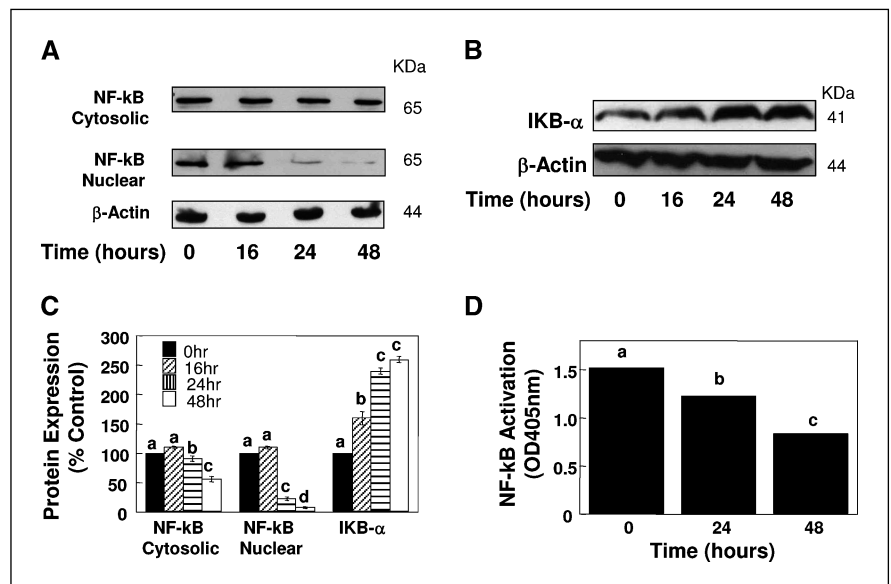 A
KDa
NF-kB
Cytosolic
65
NF-kB
Nuclear
65
β-Actin
44
Time (hours) 0 16 24 48
B
KDa
IKB-α
41
β-Actin
44
Time (hours) 0 16 24 48
C
Protein Expression
(% Control)
300
250
200
150
100
50
0
0hr
16hr
24hr
48hr
a a b c
a a c d
a b c c
NF-kB
Cytosolic
NF-kB
Nuclear
IKB-α
D
NF-kB Activation
(OD405nm)
1.5
1.0
0.5
0
a
b
c
0 24 48
Time (hours)